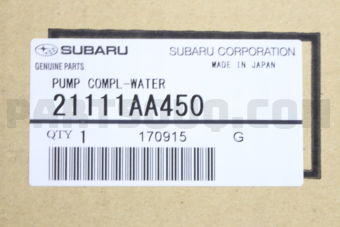 SUBARU SUBARU CORPORATION
GENUINE PARTS MADE IN JAPAN
PUMP COMPL-WATER
21111AA450
QTY 1 170915 G